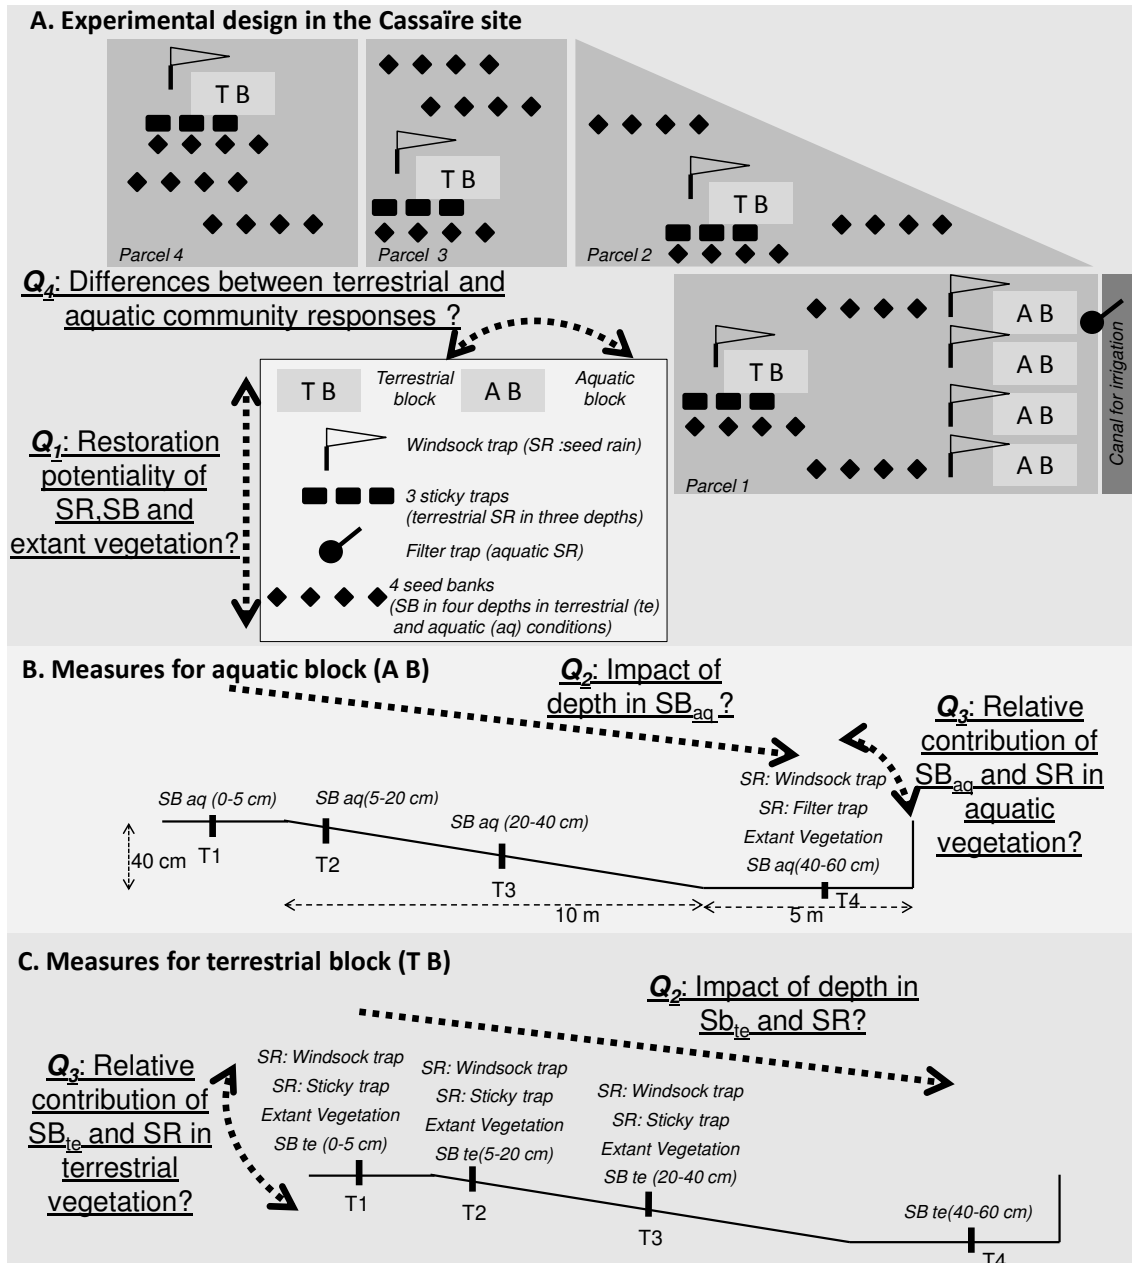 A. Experimental design in the Cassaïre site
T B
Parcel 4
T B
Parcel 3
T B
Parcel 2
T B
A B
A B
A B
A B
Parcel 1
Canal for irrigation
Q4: Differences between terrestrial and
aquatic community responses ?
Q1: Restoration
potentiality of
SR,SB and
extant vegetation?
T B
Terrestrial
block
A B
Aquatic
block
Windsock trap (SR :seed rain)
3 sticky traps
(terrestrial SR in three depths)
Filter trap (aquatic SR)
4 seed banks
(SB in four depths in terrestrial (te)
and aquatic (aq) conditions)
B. Measures for aquatic block (A B)
Q2: Impact of
depth in SBaq ?
Q3: Relative
contribution of
SBaq and SR in
aquatic
vegetation?
SR: Windsock trap
SR: Filter trap
Extant Vegetation
SB aq(40-60 cm)
SB aq (0-5 cm)
SB aq(5-20 cm)
SB aq (20-40 cm)
40 cm
T1
T2
T3
T4
10 m
5 m
C. Measures for terrestrial block (T B)
Q2: Impact of depth in
Sbte and SR?
Q3: Relative
contribution of
SBte and SR in
terrestrial
vegetation?
SR: Windsock trap
SR: Sticky trap
Extant Vegetation
SB te (0-5 cm)
SR: Windsock trap
SR: Sticky trap
Extant Vegetation
SB te(5-20 cm)
SR: Windsock trap
SR: Sticky trap
Extant Vegetation
SB te (20-40 cm)
SB te(40-60 cm)
T1
T2
T3
T4